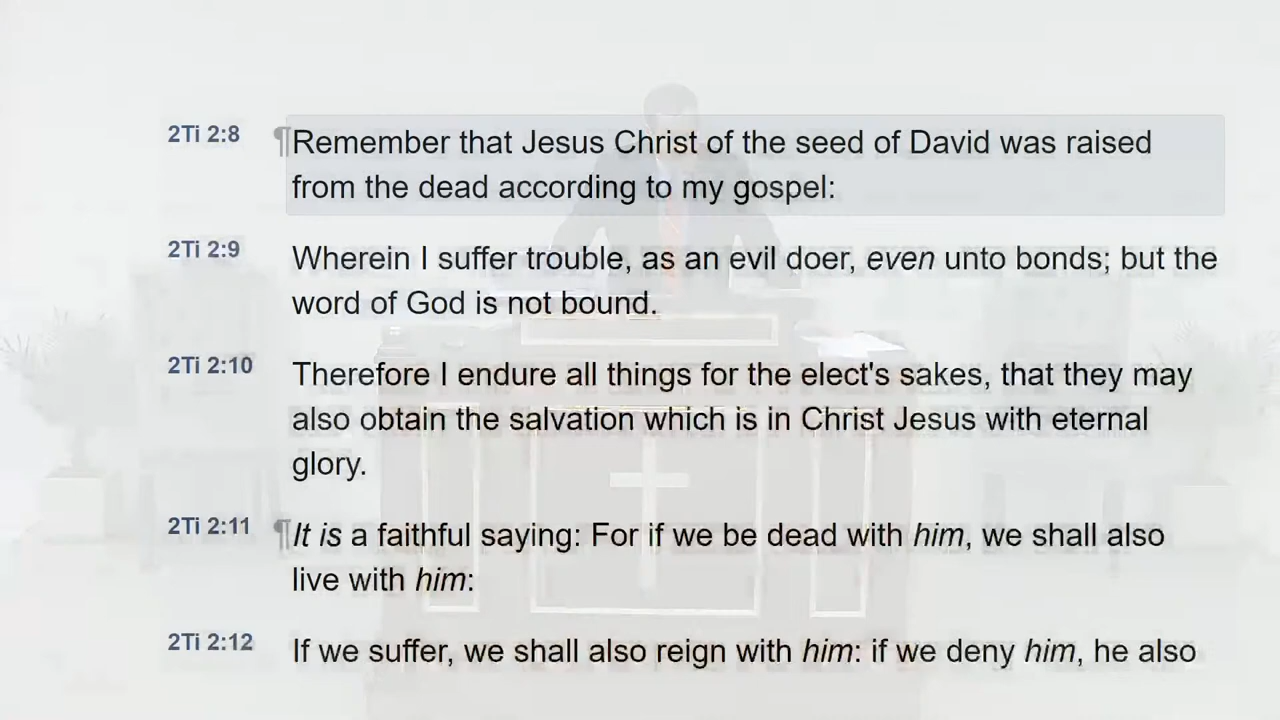 2Ti 2:8 ¶Remember that Jesus Christ of the seed of David was raised
from the dead according to my gospel:
2Ti 2:9 Wherein I suffer trouble, as an evil doer, even unto bonds; but the
word of God is not bound.
2Ti 2:10 Therefore I endure all things for the elect's sakes, that they may
also obtain the salvation which is in Christ Jesus with eternal
glory.
2Ti 2:11 ¶It is a faithful saying: For if we be dead with him, we shall also
live with him:
2Ti 2:12 If we suffer, we shall also reign with him: if we deny him, he also